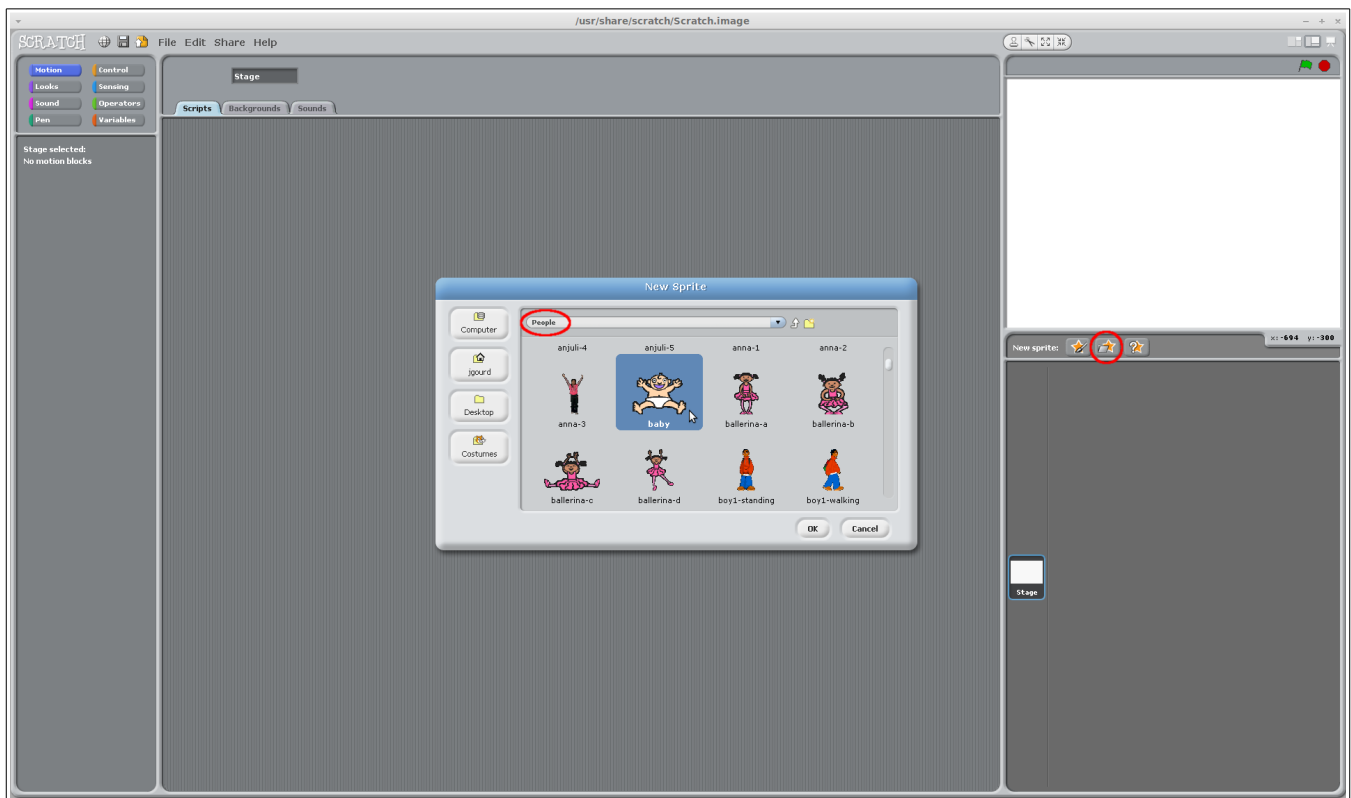 /usr/share/scratch/Scratch.image
SCRATCH File Edit Share Help
Motion Control
Looks Sensing
Sound Operators
Pen Variables
Stage selected:
No motion blocks
Stage
Scripts Backgrounds Sounds
New Sprite
Computer
jgourd
Desktop
Costumes
People
anjuli-4 anjuli-5 anna-1 anna-2
anna-3 baby ballerina-a ballerina-b
ballerina-c ballerina-d boy1-standing boy1-walking
OK Cancel
x: -694 y: -300
New sprite:
Stage